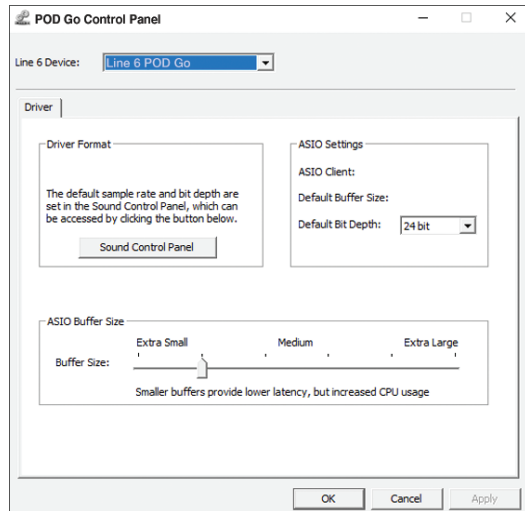 POD Go Control Panel
Line 6 Device: Line 6 POD Go
Driver
Driver Format
The default sample rate and bit depth are
set in the Sound Control Panel, which can
be accessed by clicking the button below.
Sound Control Panel
ASIO Settings
ASIO Client:
Default Buffer Size:
Default Bit Depth: 24 bit
ASIO Buffer Size
Extra Small Medium Extra Large
Buffer Size:
Smaller buffers provide lower latency, but increased CPU usage
OK Cancel Apply